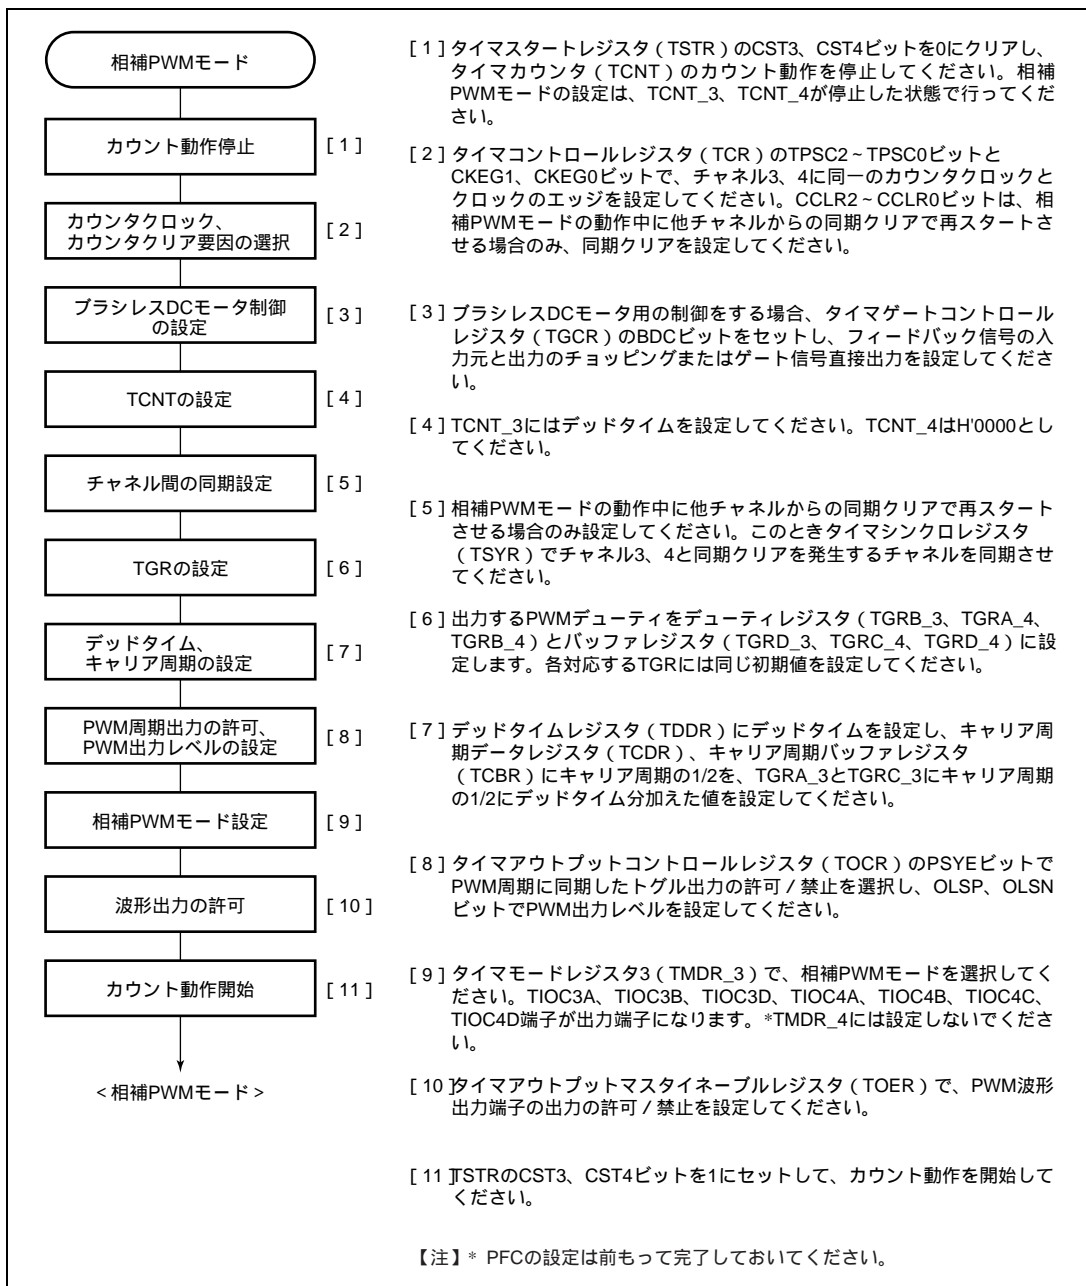 相補PWMモード
カウント動作停止
[ 1 ]
カウンタクロック、
カウンタクリア要因の選択
[ 2 ]
ブラシレスDCモータ制御
の設定
[ 3 ]
TCNTの設定
[ 4 ]
チャネル間の同期設定
[ 5 ]
TGRの設定
[ 6 ]
デッドタイム、
キャリア周期の設定
[ 7 ]
PWM周期出力の許可、
PWM出力レベルの設定
[ 8 ]
相補PWMモード設定
[ 9 ]
波形出力の許可
[ 10 ]
カウント動作開始
[ 11 ]
< 相補PWMモード >
[ 1 ] タイマスタートレジスタ(TSTR)のCST3、CST4ビットを0にクリアし、
タイマカウンタ(TCNT)のカウント動作を停止してください。相補
PWMモードの設定は、TCNT_3、TCNT_4が停止した状態で行ってくだ
さい。
[ 2 ] タイマコントロールレジスタ(TCR)のTPSC2~TPSC0ビットと
CKEG1、CKEG0ビットで、チャネル3、4に同一のカウンタクロックと
クロックのエッジを設定してください。CCLR2~CCLR0ビットは、相
補PWMモードの動作中に他チャネルからの同期クリアで再スタートさ
せる場合のみ、同期クリアを設定してください。
[ 3 ] ブラシレスDCモータ用の制御をする場合、タイマゲートコントロール
レジスタ(TGCR)のBDCビットをセットし、フィードバック信号の入
力元と出力のチョッピングまたはゲート信号直接出力を設定してくださ
い。
[ 4 ] TCNT_3にはデッドタイムを設定してください。TCNT_4はH'0000とし
てください。
[ 5 ] 相補PWMモードの動作中に他チャネルからの同期クリアで再スタート
させる場合のみ設定してください。このときタイマシンクロレジスタ
(TSYR)でチャネル3、4と同期クリアを発生するチャネルを同期させ
てください。
[ 6 ] 出力するPWMデューティをデューティレジスタ(TGRB_3、TGRA_4、
TGRB_4)とバッファレジスタ(TGRD_3、TGRC_4、TGRD_4)に設
定します。各対応するTGRには同じ初期値を設定してください。
[ 7 ] デッドタイムレジスタ(TDDR)にデッドタイムを設定し、キャリア周
期データレジスタ(TCDR)、キャリア周期バッファレジスタ
(TCBR)にキャリア周期の1/2を、TGRA_3とTGRC_3にキャリア周期
の1/2にデッドタイム分加えた値を設定してください。
[ 8 ] タイマアウトプットコントロールレジスタ(TOCR)のPSYEビットで
PWM周期に同期したトグル出力の許可/禁止を選択し、OLSP、OLSN
ビットでPWM出力レベルを設定してください。
[ 9 ] タイマモードレジスタ3(TMDR_3)で、相補PWMモードを選択してく
ださい。TIOC3A、TIOC3B、TIOC3D、TIOC4A、TIOC4B、TIOC4C、
TIOC4D端子が出力端子になります。*TMDR_4には設定しないでくださ
い。
[ 10 ] タイマアウトプットマスタイネーブルレジスタ(TOER)で、PWM波形
出力端子の出力の許可/禁止を設定してください。
[ 11 ] TSTRのCST3、CST4ビットを1にセットして、カウント動作を開始して
ください。
【注】* PFCの設定は前もって完了しておいてください。